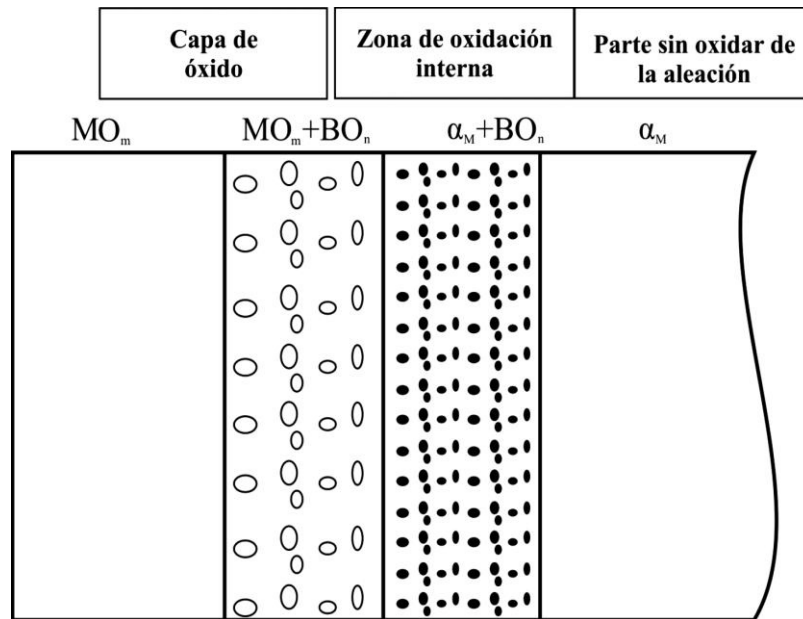 Capa de
óxido
Zona de oxidación
interna
Parte sin oxidar de
la aleación
MOₘ
MOₘ+BOₙ
αM+BOₙ
αM